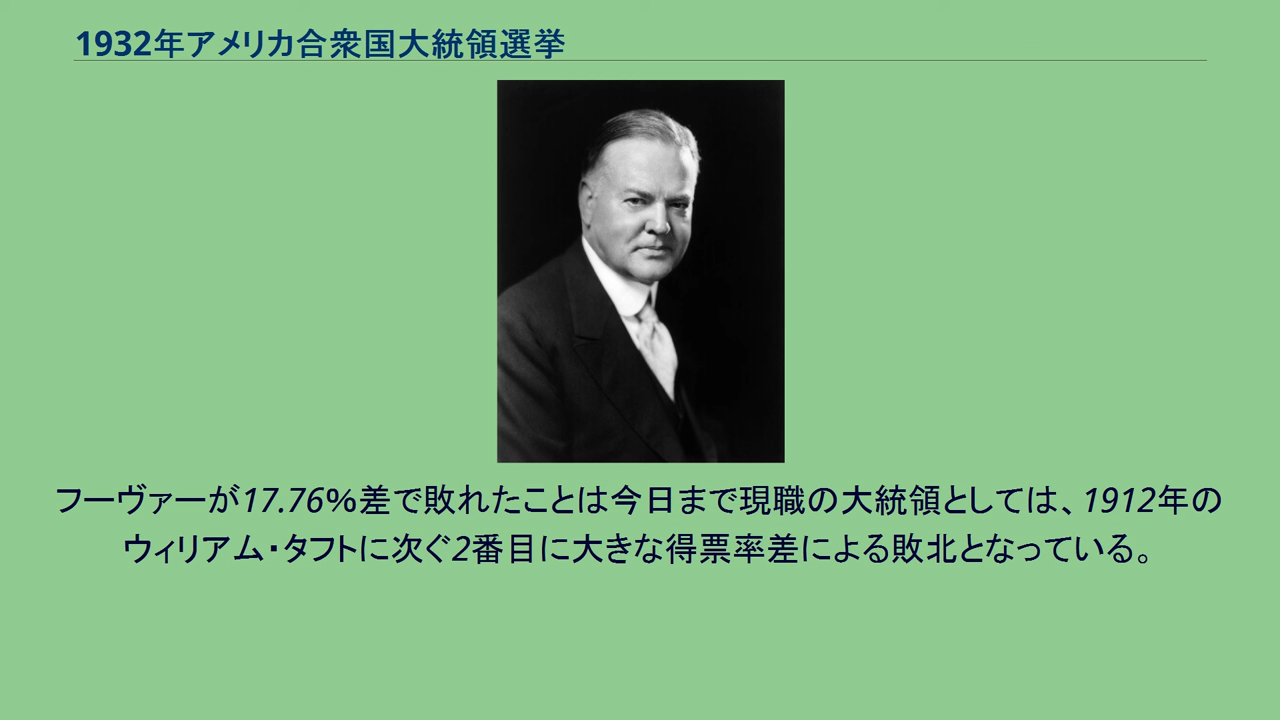 1932年アメリカ合衆国大統領選挙
フーヴァーが17.76%差で敗れたことは今日まで現職の大統領としては、1912年の
ウィリアム・タフトに次ぐ2番目に大きな得票率差による敗北となっている。